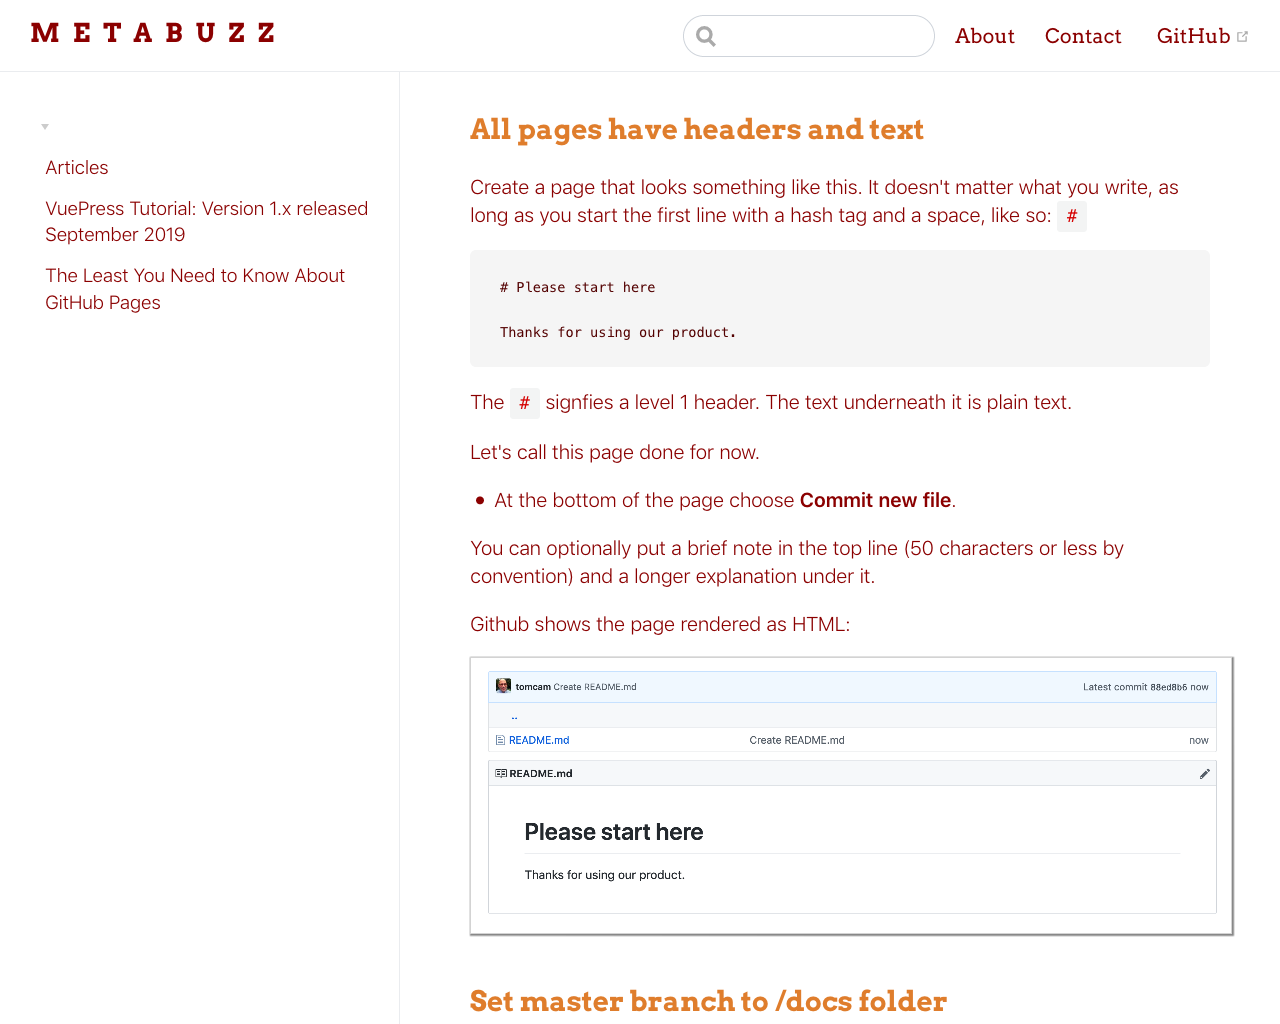 METABUZZ
About
Contact
GitHub
Articles
VuePress Tutorial: Version 1.x released
September 2019
The Least You Need to Know About
GitHub Pages
All pages have headers and text
Create a page that looks something like this. It doesn't matter what you write, as
long as you start the first line with a hash tag and a space, like so: #
# Please start here
Thanks for using our product.
The # signfies a level 1 header. The text underneath it is plain text.
Let's call this page done for now.
• At the bottom of the page choose Commit new file.
You can optionally put a brief note in the top line (50 characters or less by
convention) and a longer explanation under it.
Github shows the page rendered as HTML:
tomcam Create README.md Latest commit 88ed8b6 now
..
README.md Create README.md now
README.md
Please start here
Thanks for using our product.
Set master branch to /docs folder